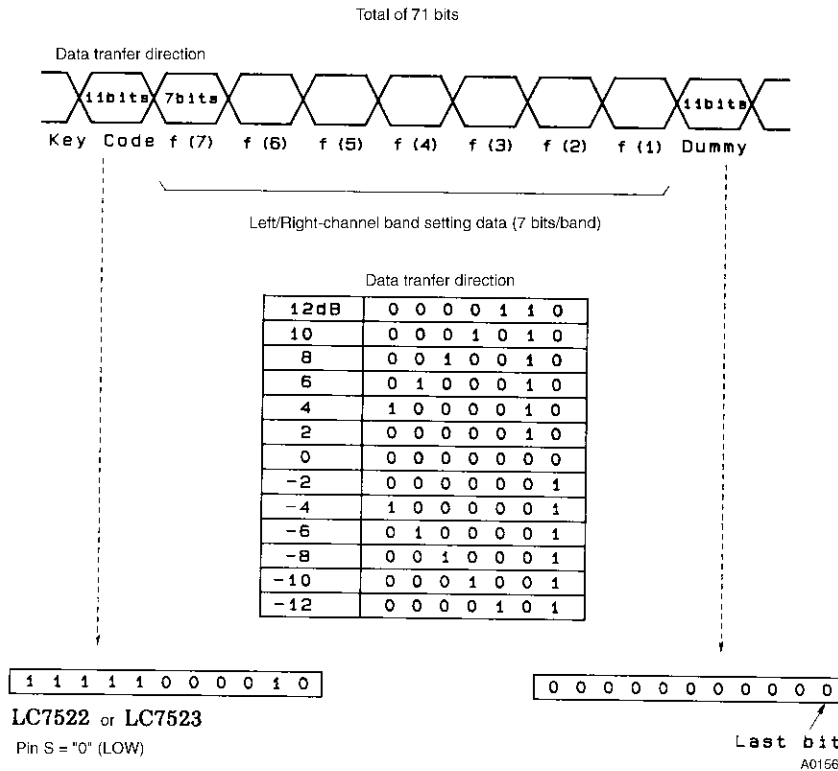 Total of 71 bits
Data tranfer direction
11bits 7bits 11bits
Key Code f (7) f (6) f (5) f (4) f (3) f (2) f (1) Dummy
Left/Right-channel band setting data (7 bits/band)
Data tranfer direction
12dB 0 0 0 0 1 1 0
10 0 0 0 1 0 1 0
8 0 0 1 0 0 1 0
6 0 1 0 0 0 1 0
4 1 0 0 0 0 1 0
2 0 0 0 0 0 1 0
0 0 0 0 0 0 0 0
-2 0 0 0 0 0 0 1
-4 1 0 0 0 0 0 1
-6 0 1 0 0 0 0 1
-8 0 0 1 0 0 0 1
-10 0 0 0 1 0 0 1
-12 0 0 0 0 1 0 1
1 1 1 1 1 0 0 0 0 1 0
0 0 0 0 0 0 0 0 0 0 0
LC7522 or LC7523
Pin S = "0" (LOW)
Last bit
A0156